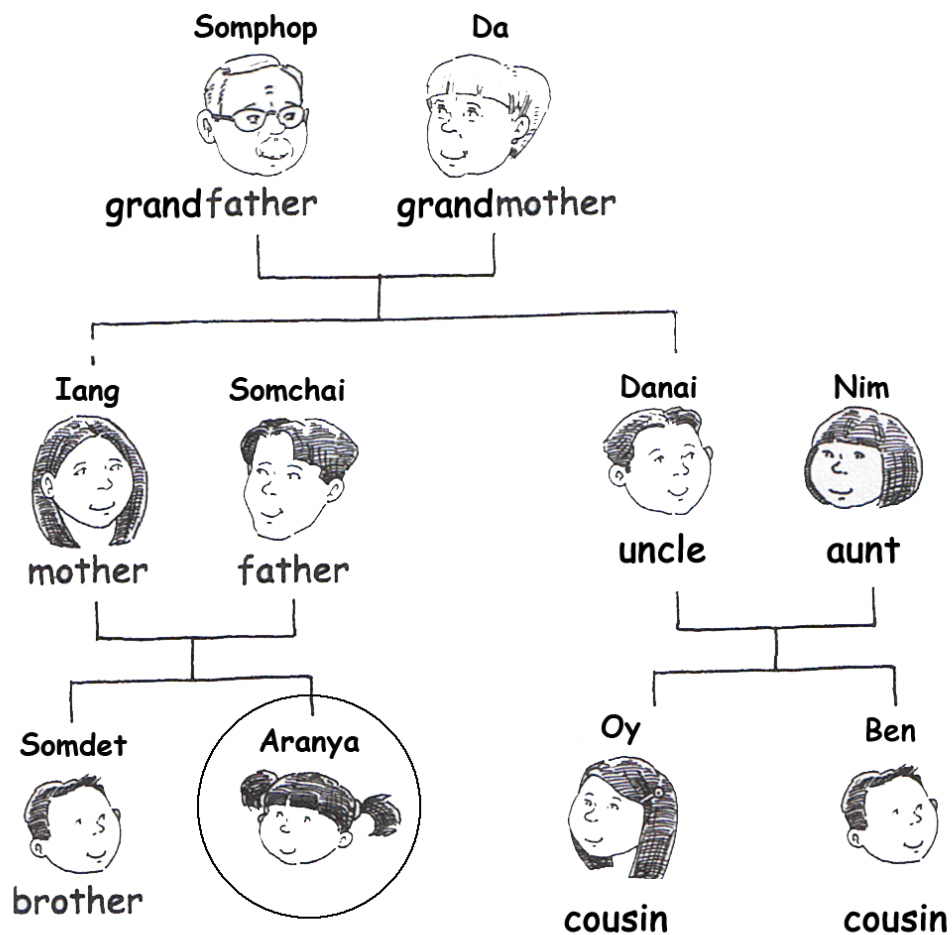 Somphop Da
grandfather grandmother
Iang Somchai Danai Nim
mother father uncle aunt
Somdet Aranya Oy Ben
brother cousin cousin